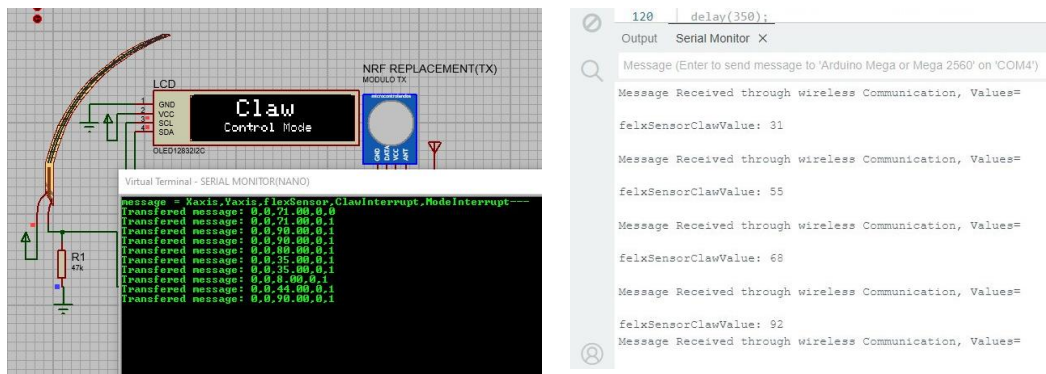 NRF REPLACEMENT(TX)
MODULO TX
LCD
1 GND
2 VCC
3 SCL
4 SDA
Claw
Control Mode
OLED12832I2C
GND
DATA
VCC
ANT
R1
47k
Virtual Terminal - SERIAL MONITOR(NANO)
message = Xaxis,Yaxis,flexSensor,ClawInterrupt,ModeInterrupt---
Transfered message: 0,0,71.00,0,0
Transfered message: 0,0,71.00,0,1
Transfered message: 0,0,90.00,0,1
Transfered message: 0,0,90.00,0,1
Transfered message: 0,0,80.00,0,1
Transfered message: 0,0,35.00,0,1
Transfered message: 0,0,35.00,0,1
Transfered message: 0,0,8.00,0,1
Transfered message: 0,0,44.00,0,1
Transfered message: 0,0,90.00,0,1
120 delay(350);
Output Serial Monitor X
Message (Enter to send message to 'Arduino Mega or Mega 2560' on 'COM4')
Message Received through wireless Communication, Values=
felxSensorClawValue: 31
Message Received through wireless Communication, Values=
felxSensorClawValue: 55
Message Received through wireless Communication, Values=
felxSensorClawValue: 68
Message Received through wireless Communication, Values=
felxSensorClawValue: 92
Message Received through wireless Communication, Values=